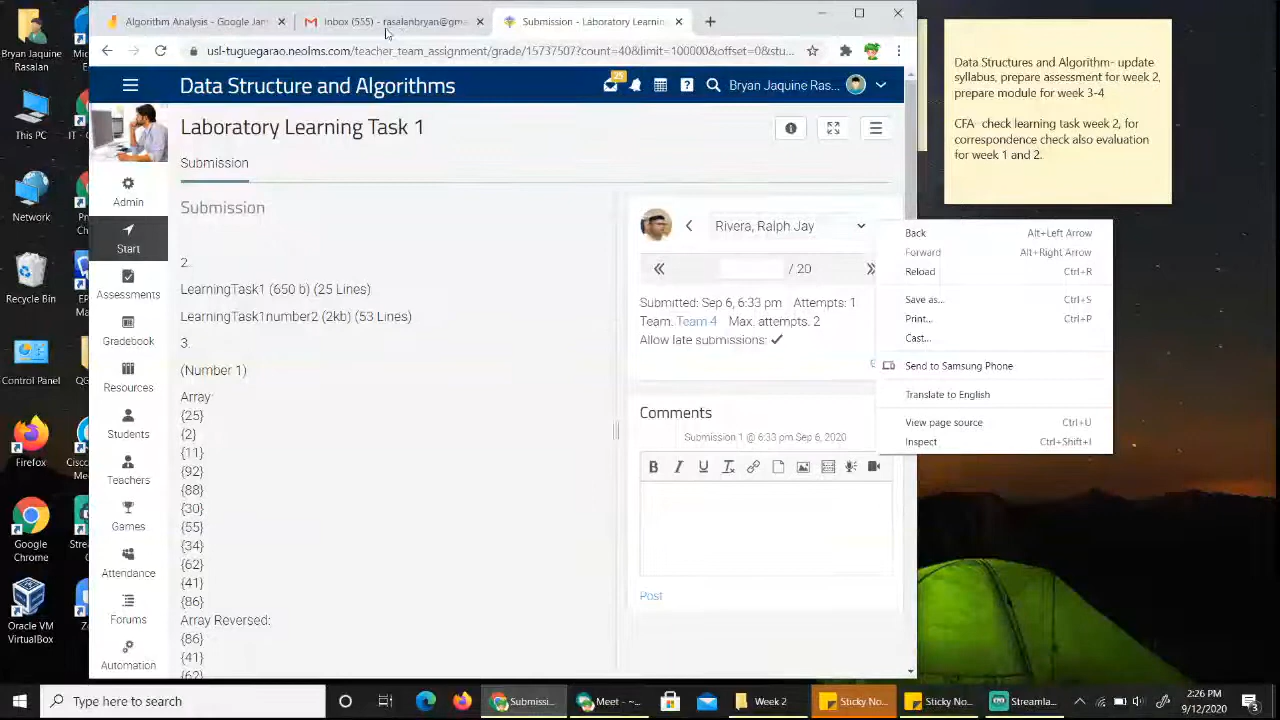 Algorithm Analysis - Google Jam
Inbox (535) - rasalenbryan@gma
Submission - Laboratory Learnin
usl-tuguegarao.neolms.com/teacher_team_assignment/grade/15737507?count=40&limit=100000&offset=0&stu...
Data Structure and Algorithms
25
Bryan Jaquine Ras...
Laboratory Learning Task 1
Submission
Submission
Admin
Start
Assessments
Gradebook
Resources
Students
Teachers
Games
Attendance
Forums
Automation
2.
LearningTask1 (650 b) (25 Lines)
LearningTask1number2 (2kb) (53 Lines)
3.
(Number 1)
Array
{25}
{2}
{11}
{92}
{88}
{30}
{55}
{34}
{62}
{41}
{86}
Array Reversed:
{86}
{41}
{62}
Rivera, Ralph Jay
/ 20
Submitted: Sep 6, 6:33 pm Attempts: 1
Team: Team 4 Max. attempts: 2
Allow late submissions:
Comments
Submission 1 @ 6:33 pm Sep 6, 2020
B I U Tx
Post
Back Alt+Left Arrow
Forward Alt+Right Arrow
Reload Ctrl+R
Save as... Ctrl+S
Print... Ctrl+P
Cast...
Send to Samsung Phone
Translate to English
View page source Ctrl+U
Inspect Ctrl+Shift+I
Data Structures and Algorithm- update
syllabus, prepare assessment for week 2,
prepare module for week 3-4
CFA- check learning task week 2, for
correspondence check also evaluation
for week 1 and 2.
Bryan Jaquine
Rasalan
This PC
Network
Recycle Bin
Control Panel
Firefox
Google
Chrome
Oracle VM
VirtualBox
Type here to search
Submissi...
Meet – ...
Week 2
Sticky No...
Sticky No...
Streamla...
2:26 PM
9/12/2020
3